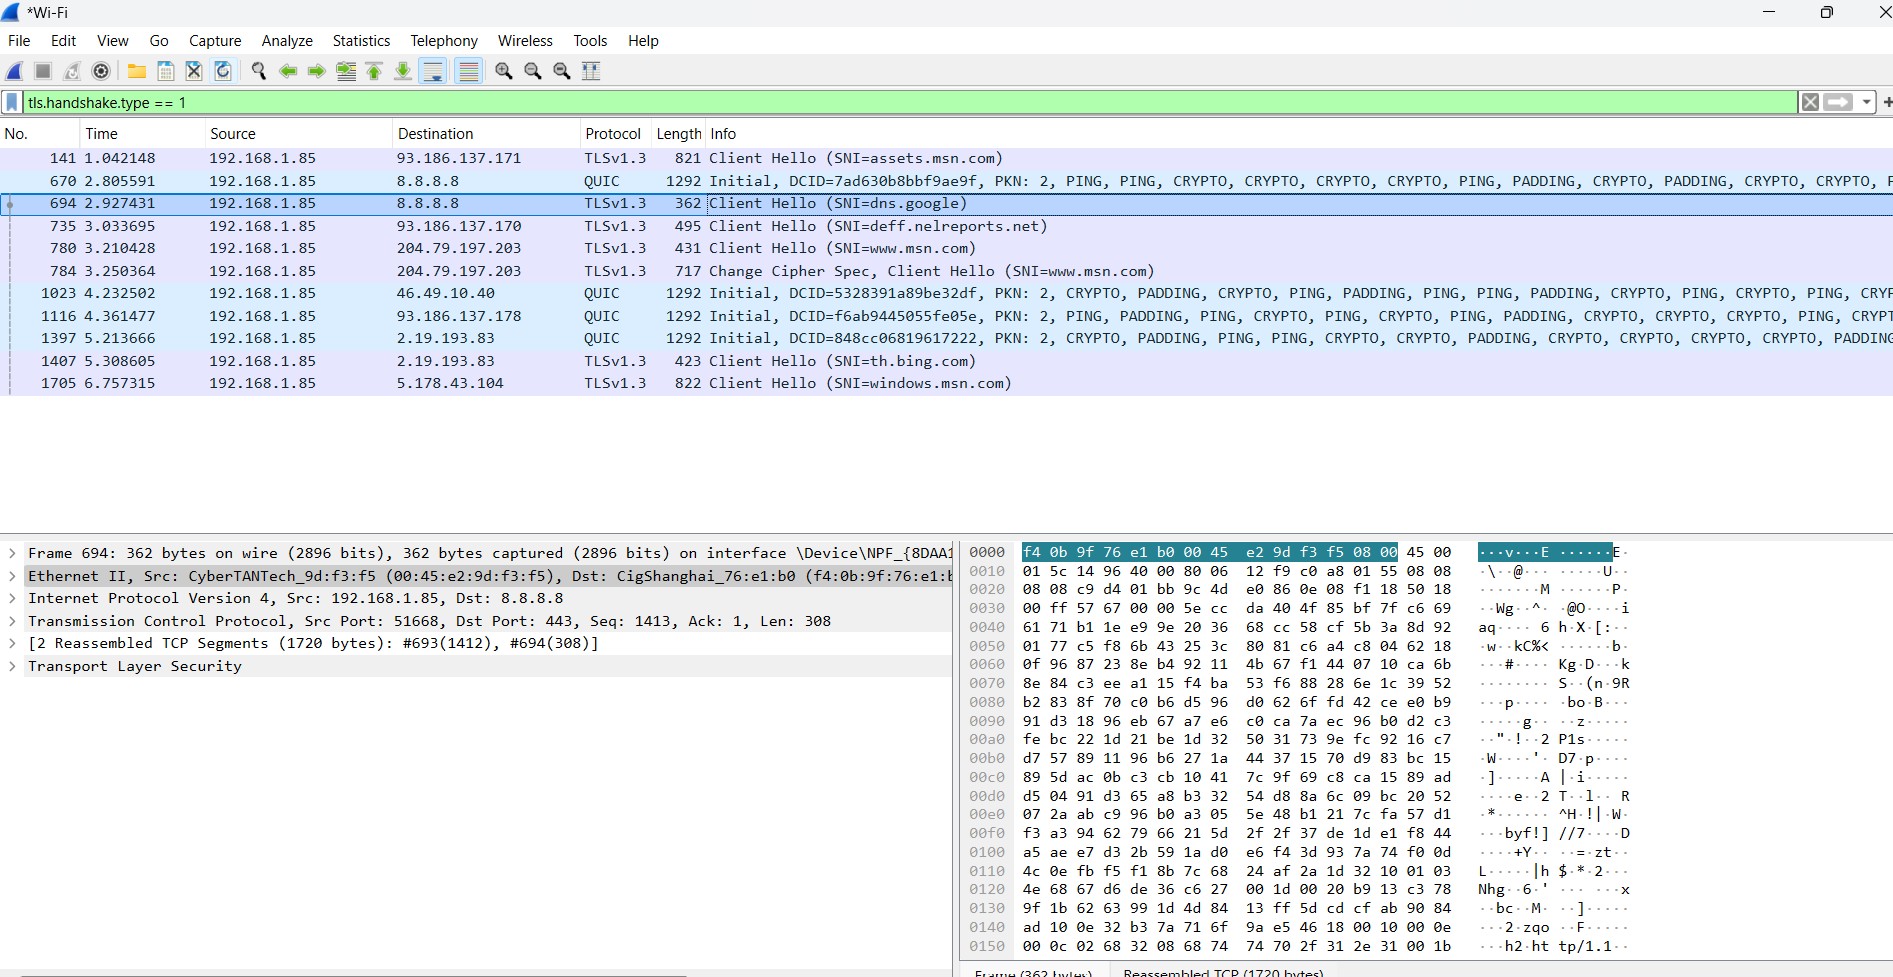 *Wi-Fi
File Edit View Go Capture Analyze Statistics Telephony Wireless Tools Help
tls.handshake.type == 1
No. Time Source Destination Protocol Length Info
141 1.042148 192.168.1.85 93.186.137.171 TLSv1.3 821 Client Hello (SNI=assets.msn.com)
670 2.805591 192.168.1.85 8.8.8.8 QUIC 1292 Initial, DCID=7ad630b8bbf9ae9f, PKN: 2, PING, PING, CRYPTO, CRYPTO, CRYPTO, CRYPTO, PING, PADDING, CRYPTO, PADDING, CRYPTO, CRYPTO,
694 2.927431 192.168.1.85 8.8.8.8 TLSv1.3 362 Client Hello (SNI=dns.google)
735 3.033695 192.168.1.85 93.186.137.170 TLSv1.3 495 Client Hello (SNI=deff.nelreports.net)
780 3.210428 192.168.1.85 204.79.197.203 TLSv1.3 431 Client Hello (SNI=www.msn.com)
784 3.250364 192.168.1.85 204.79.197.203 TLSv1.3 717 Change Cipher Spec, Client Hello (SNI=www.msn.com)
1023 4.232502 192.168.1.85 46.49.10.40 QUIC 1292 Initial, DCID=5328391a89be32df, PKN: 2, CRYPTO, PADDING, CRYPTO, PING, PADDING, PING, PING, PADDING, CRYPTO, PING, CRYPTO, PING, CRY
1116 4.361477 192.168.1.85 93.186.137.178 QUIC 1292 Initial, DCID=f6ab9445055fe05e, PKN: 2, PING, PADDING, PING, CRYPTO, PING, CRYPTO, PING, PADDING, CRYPTO, CRYPTO, CRYPTO, PING, CRYPT
1397 5.213666 192.168.1.85 2.19.193.83 QUIC 1292 Initial, DCID=848cc06819617222, PKN: 2, CRYPTO, PADDING, PING, PING, CRYPTO, CRYPTO, PADDING, CRYPTO, CRYPTO, CRYPTO, CRYPTO, PADDING
1407 5.308605 192.168.1.85 2.19.193.83 TLSv1.3 423 Client Hello (SNI=th.bing.com)
1705 6.757315 192.168.1.85 5.178.43.104 TLSv1.3 822 Client Hello (SNI=windows.msn.com)
Frame 694: 362 bytes on wire (2896 bits), 362 bytes captured (2896 bits) on interface \Device\NPF_{8DAA1
Ethernet II, Src: CyberTANTech_9d:f3:f5 (00:45:e2:9d:f3:f5), Dst: CigShanghai_76:e1:b0 (f4:0b:9f:76:e1:b
Internet Protocol Version 4, Src: 192.168.1.85, Dst: 8.8.8.8
Transmission Control Protocol, Src Port: 51668, Dst Port: 443, Seq: 1413, Ack: 1, Len: 308
[2 Reassembled TCP Segments (1720 bytes): #693(1412), #694(308)]
Transport Layer Security
0000 f4 0b 9f 76 e1 b0 00 45 e2 9d f3 f5 08 00 45 00 ···v···E ······E·
0010 01 5c 14 96 40 00 80 06 12 f9 c0 a8 01 55 08 08 ·\··@··· ·····U··
0020 08 08 c9 d4 01 bb 9c 4d e0 86 0e 08 f1 18 50 18 ·······M ······P·
0030 00 ff 57 67 00 00 5e cc da 40 4f 85 bf 7f c6 69 ··Wg··^· ·@O····i
0040 61 71 b1 1e e9 9e 20 36 68 cc 58 cf 5b 3a 8d 92 aq···· 6 h·X·[:··
0050 01 77 c5 f8 6b 43 25 3c 80 81 c6 a4 c8 04 62 18 ·w··kC%< ······b·
0060 0f 96 87 23 8e b4 92 11 4b 67 f1 44 07 10 ca 6b ···#···· Kg·D···k
0070 8e 84 c3 ee a1 15 f4 ba 53 f6 88 28 6e 1c 39 52 ········ S··(n·9R
0080 b2 83 8f 70 c0 b6 d5 96 d0 62 6f fd 42 ce e0 b9 ···p···· ·bo·B···
0090 91 d3 18 96 eb 67 a7 e6 c0 ca 7a ec 96 b0 d2 c3 ·····g·· ··z·····
00a0 fe bc 22 1d 21 be 1d 32 50 31 73 9e fc 92 16 c7 ··"·!··2 P1s·····
00b0 d7 57 89 11 96 b6 27 1a 44 37 15 70 d9 83 bc 15 ·W····'· D7·p····
00c0 89 5d ac 0b c3 cb 10 41 7c 9f 69 c8 ca 15 89 ad ·]·····A |·i·····
00d0 d5 04 91 d3 65 a8 b3 32 54 d8 8a 6c 09 bc 20 52 ····e··2 T··l·· R
00e0 07 2a ab c9 96 b0 a3 05 5e 48 b1 21 7c fa 57 d1 ·*······ ^H·!|·W·
00f0 f3 a3 94 62 79 66 21 5d 2f 2f 37 de 1d e1 f8 44 ···byf!] //7····D
0100 a5 ae e7 d3 2b 59 1a d0 e6 f4 3d 93 7a 74 f0 0d ····+Y·· ··=·zt··
0110 4c 0e fb f5 f1 8b 7c 68 24 af 2a 1d 32 10 01 03 L·····|h $·*·2···
0120 4e 68 67 d6 de 36 c6 27 00 1d 00 20 b9 13 c3 78 Nhg··6·' ··· ···x
0130 9f 1b 62 63 99 1d 4d 84 13 ff 5d cd cf ab 90 84 ··bc··M· ··]·····
0140 ad 10 0e 32 b3 7a 71 6f 9a e5 46 18 00 10 00 0e ···2·zqo ··F·····
0150 00 0c 02 68 32 08 68 74 74 70 2f 31 2e 31 00 1b ···h2·ht tp/1.1··
Frame (362 bytes) Reassembled TCP (1720 bytes)